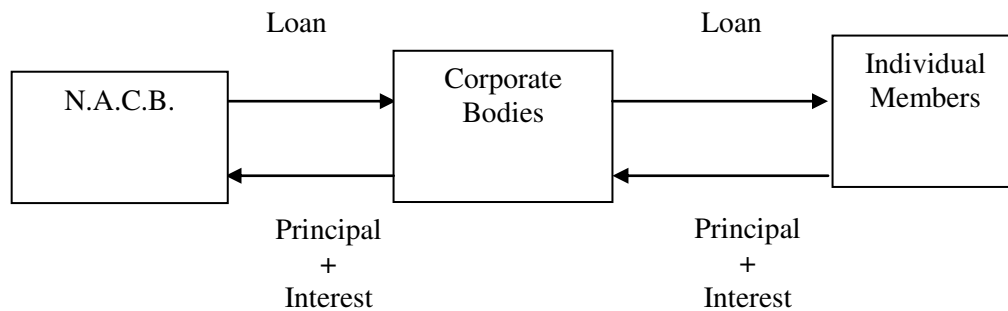 Loan
Loan
N.A.C.B.
Corporate
Bodies
Individual
Members
Principal
+
Interest
Principal
+
Interest